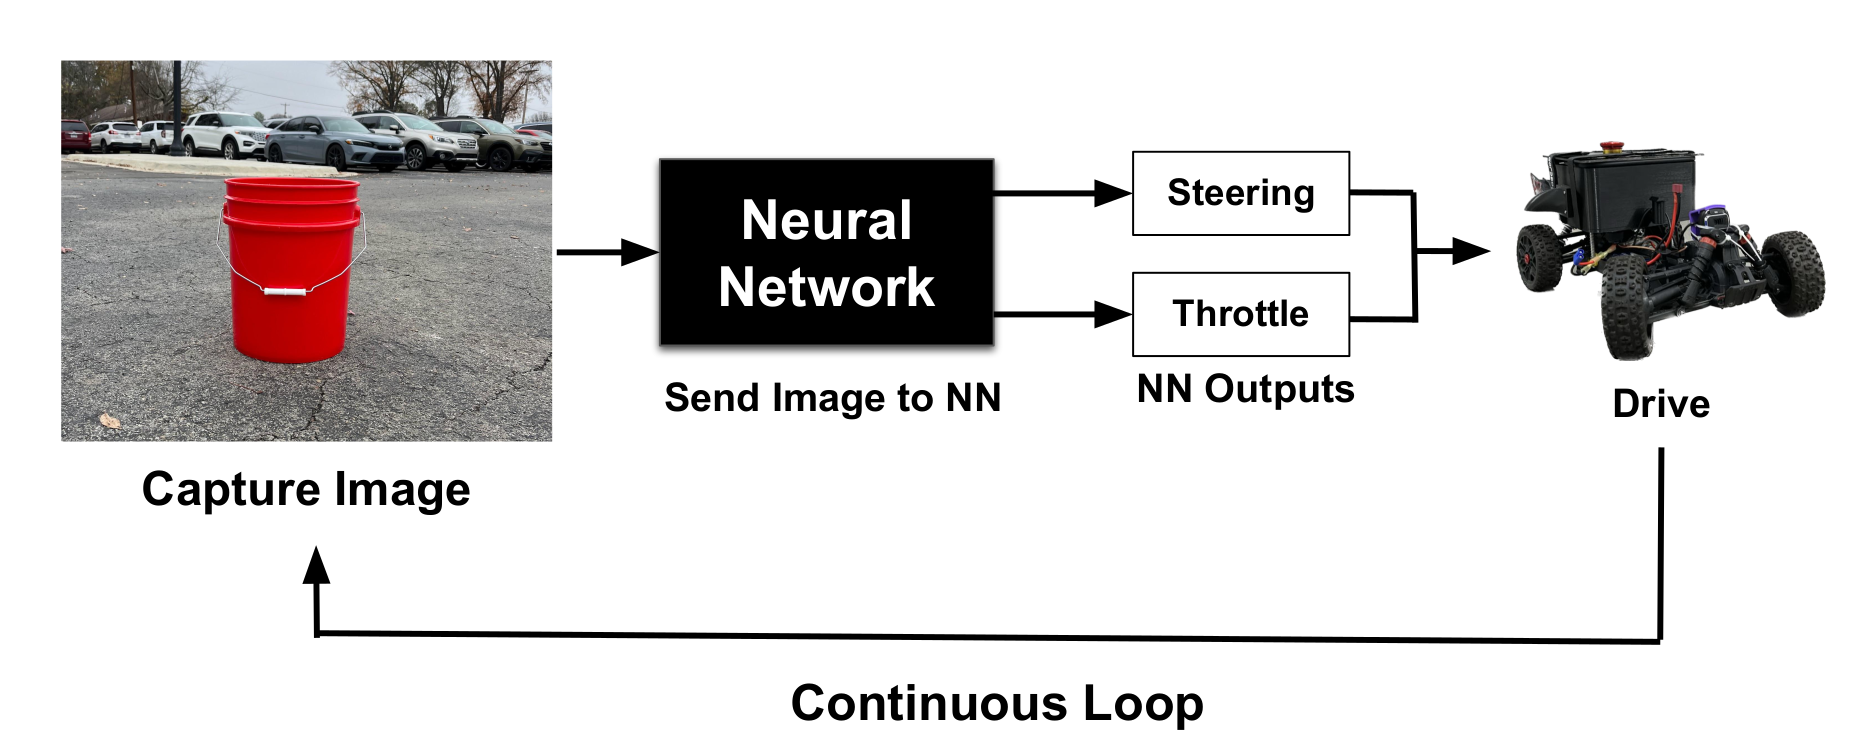 Neural
Network
Steering
Throttle
Send Image to NN
NN Outputs
Drive
Capture Image
Continuous Loop